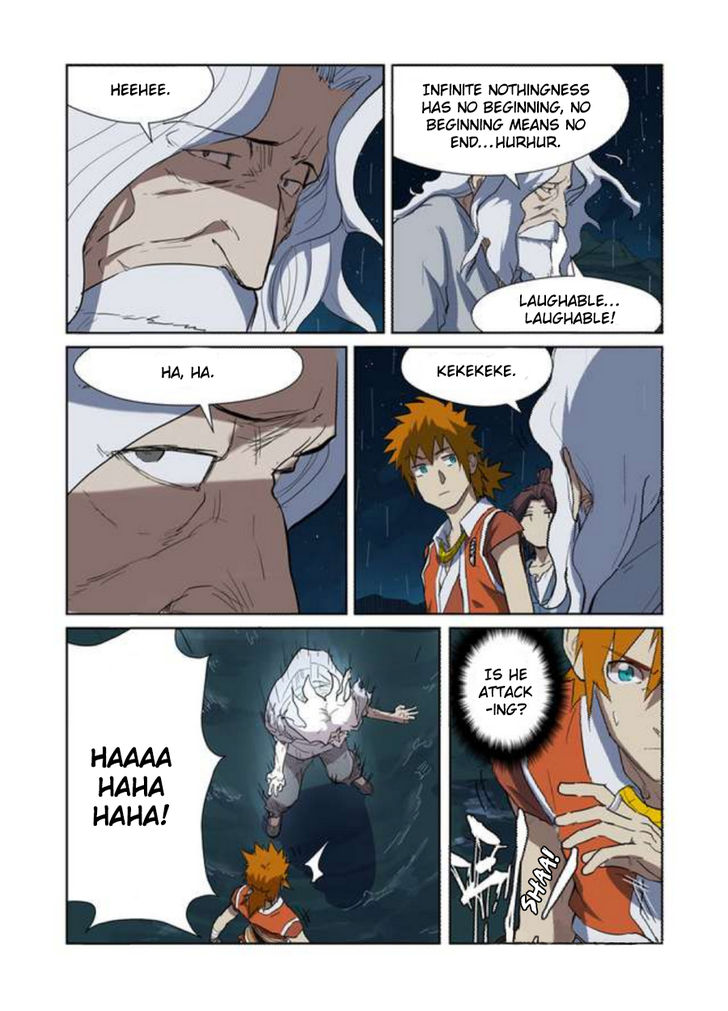 HEEHEE.
INFINITE NOTHINGNESS
HAS NO BEGINNING, NO
BEGINNING MEANS NO
END...HURHUR.
LAUGHABLE...
LAUGHABLE!
HA, HA.
KEKEKEKE.
HAAAA
HAHA
HAHA!
IS HE
ATTACK
-ING?
SHAA!